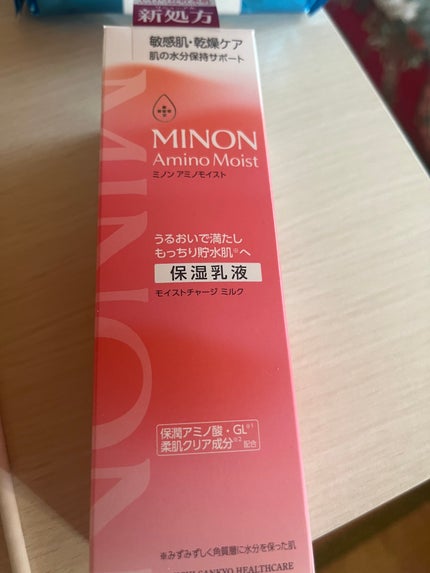 新処方
敏感肌・乾燥ケア
肌の水分保持サポート
MINON
Amino Moist
ミノン アミノモイスト
うるおいで満たし
もっちり貯水肌※へ
保湿乳液
モイストチャージ ミルク
保潤アミノ酸・GL※1
柔肌クリア成分※2 配合
※みずみずしく角質層に水分を保った肌
SANKYO HEALTHCARE
MINON